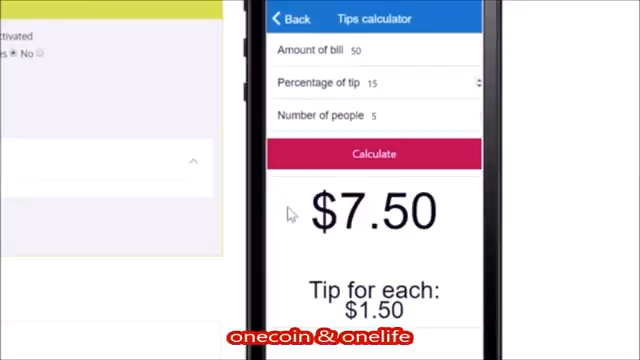 tivated
es No
Back Tips calculator
Amount of bill 50
Percentage of tip 15
Number of people 5
Calculate
$7.50
Tip for each:
$1.50
onecoin & onelife